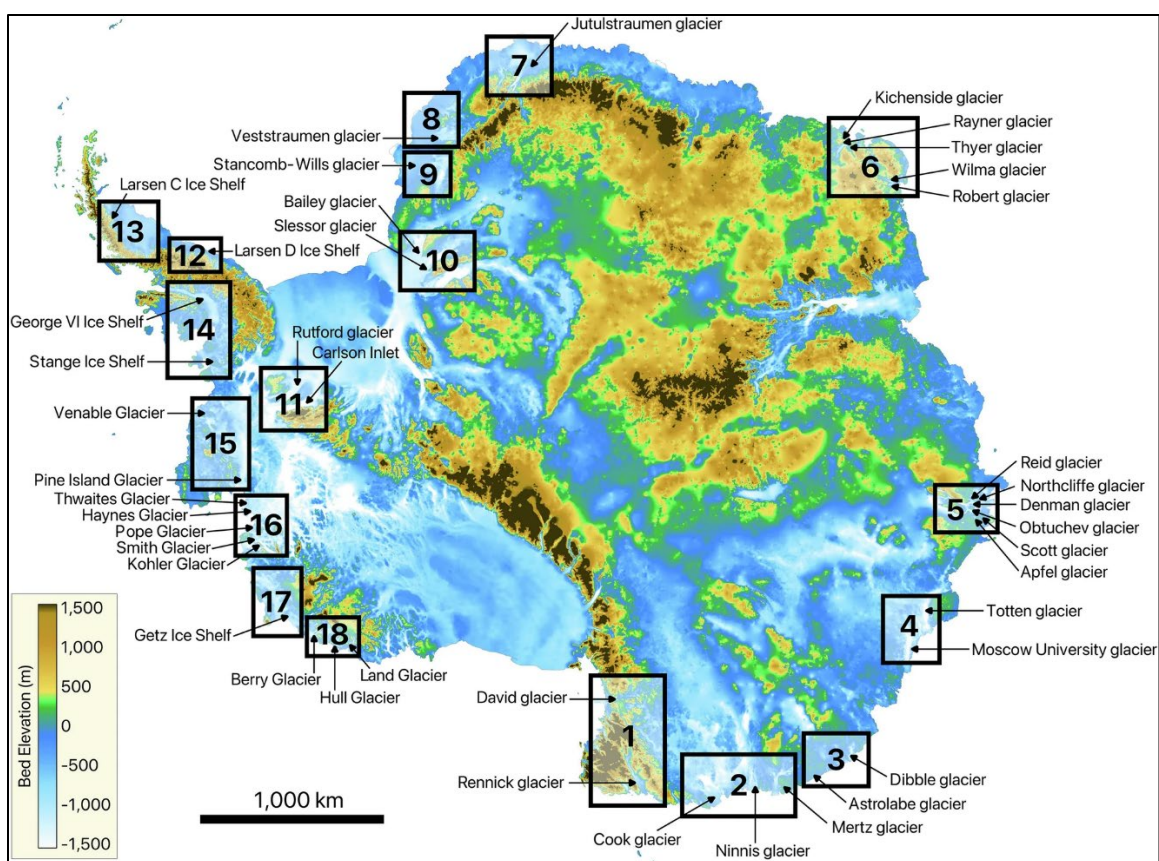 Jutulstraumen glacier
7
8
Veststraumen glacier
Stancomb-Wills glacier
9
Bailey glacier
Slessor glacier
10
Kichenside glacier
Rayner glacier
Thyer glacier
6
Wilma glacier
Robert glacier
Larsen C Ice Shelf
13
12
Larsen D Ice Shelf
14
George VI Ice Shelf
Stange Ice Shelf
Rutford glacier
Carlson Inlet
11
Venable Glacier
15
Pine Island Glacier
Thwaites Glacier
Haynes Glacier
16
Pope Glacier
Smith Glacier
Kohler Glacier
Reid glacier
Northcliffe glacier
5
Denman glacier
Obtuchev glacier
Scott glacier
Apfel glacier
17
Getz Ice Shelf
18
Berry Glacier
Hull Glacier
Land Glacier
Totten glacier
4
Moscow University glacier
David glacier
1
Rennick glacier
2
3
Dibble glacier
Astrolabe glacier
Mertz glacier
Cook glacier
Ninnis glacier
Bed Elevation (m)
1,500
1,000
500
0
-500
-1,000
-1,500
1,000 km